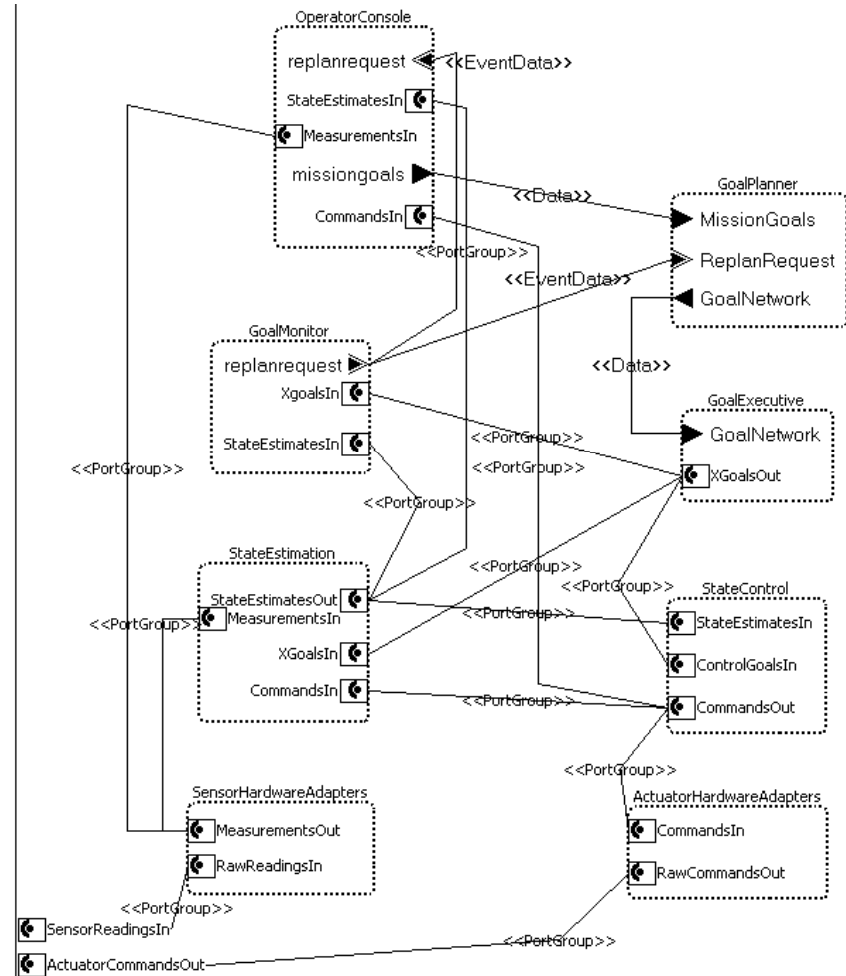 OperatorConsole
replanrequest
<<EventData>>
StateEstimatesIn
MeasurementsIn
missiongoals
<<Data>>
CommandsIn
<<PortGroup>>
GoalPlanner
MissionGoals
ReplanRequest
<<EventData>>
GoalNetwork
GoalMonitor
replanrequest
XgoalsIn
StateEstimatesIn
<<Data>>
GoalExecutive
GoalNetwork
XGoalsOut
<<PortGroup>>
<<PortGroup>>
<<PortGroup>>
<<PortGroup>>
StateEstimation
StateEstimatesOut
MeasurementsIn
<<PortGroup>>
XGoalsIn
CommandsIn
<<PortGroup>>
<<PortGroup>>
<<PortGroup>>
<<PortGroup>>
StateControl
StateEstimatesIn
ControlGoalsIn
CommandsOut
<<PortGroup>>
SensorHardwareAdapters
MeasurementsOut
RawReadingsIn
ActuatorHardwareAdapters
CommandsIn
RawCommandsOut
<<PortGroup>>
SensorReadingsIn
<<PortGroup>>
ActuatorCommandsOut